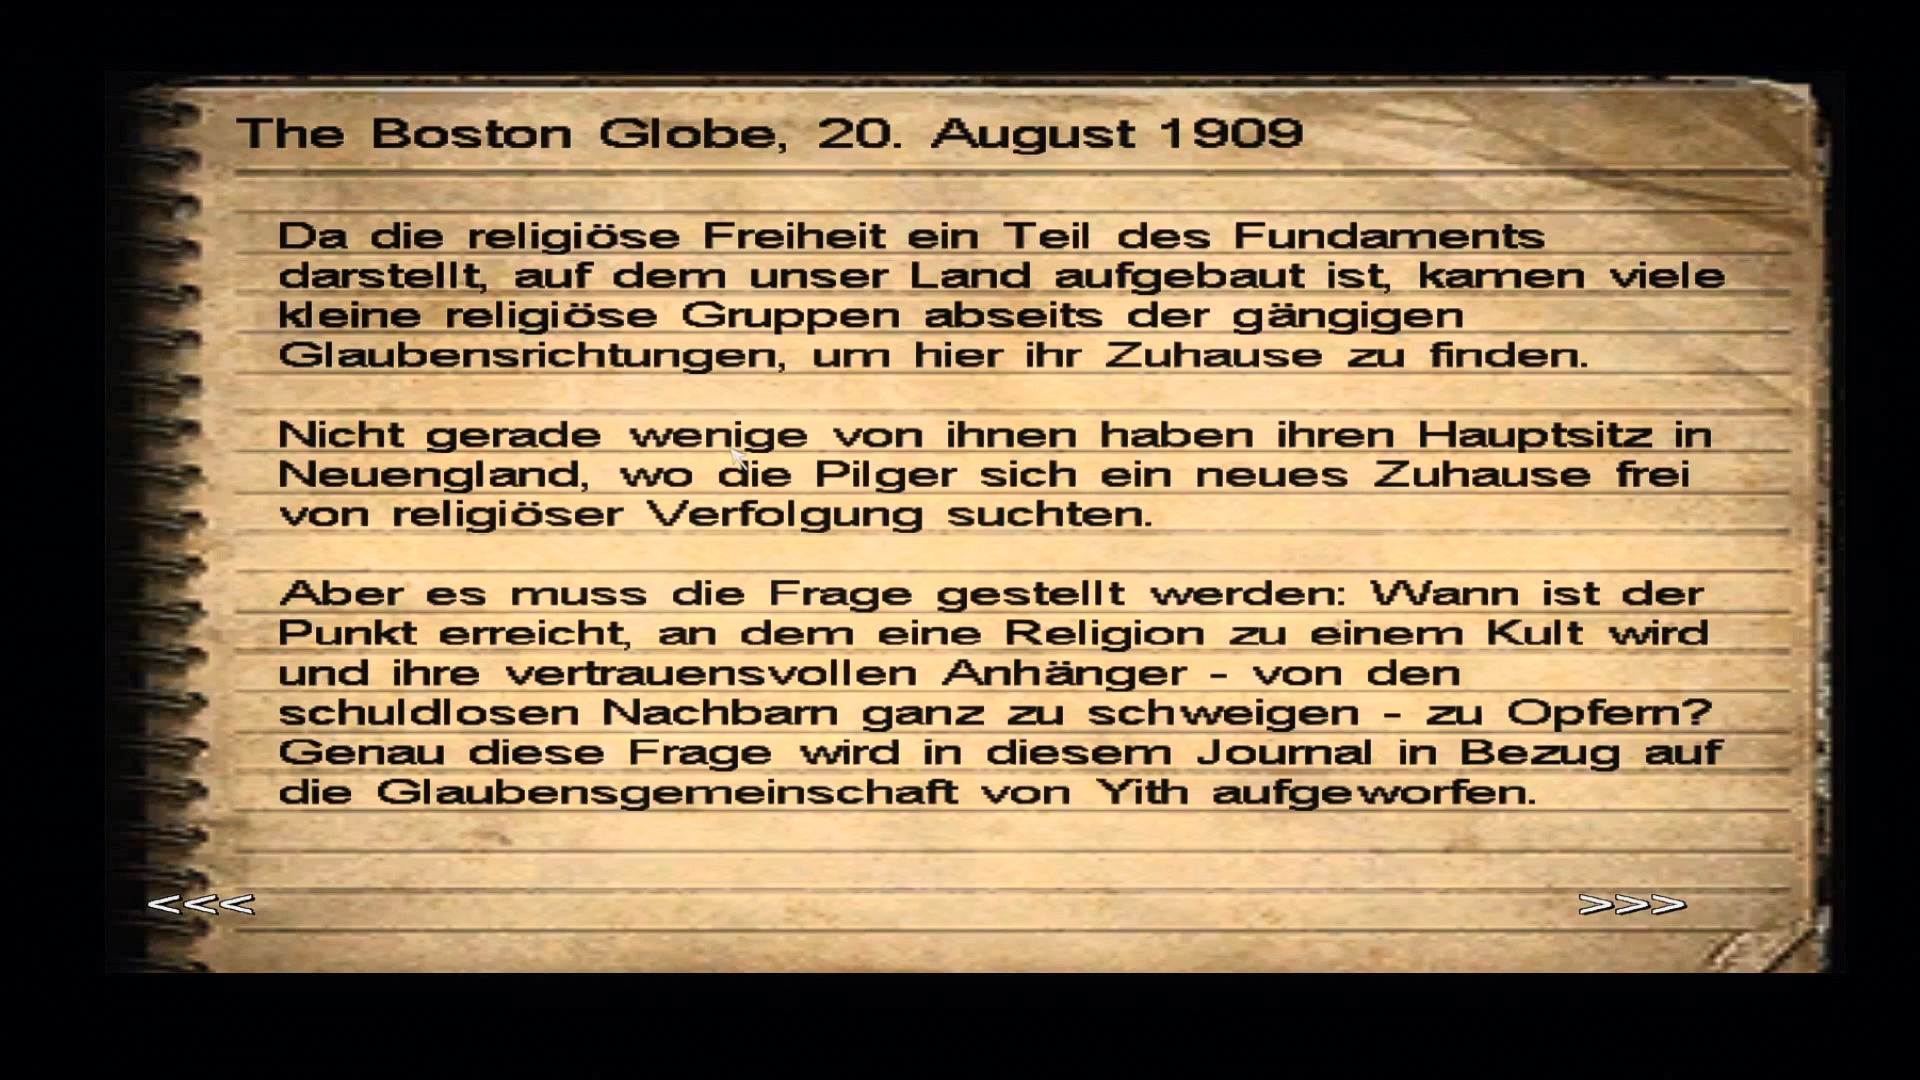 The Boston Globe, 20. August 1909
Da die religiöse Freiheit ein Teil des Fundaments
darstellt, auf dem unser Land aufgebaut ist, kamen viele
kleine religiöse Gruppen abseits der gängigen
Glaubensrichtungen, um hier ihr Zuhause zu finden.
Nicht gerade wenige von ihnen haben ihren Hauptsitz in
Neuengland, wo die Pilger sich ein neues Zuhause frei
von religiöser Verfolgung suchten.
Aber es muss die Frage gestellt werden: Wann ist der
Punkt erreicht, an dem eine Religion zu einem Kult wird
und ihre vertrauensvollen Anhänger - von den
schuldlosen Nachbarn ganz zu schweigen - zu Opfern?
Genau diese Frage wird in diesem Journal in Bezug auf
die Glaubensgemeinschaft von Yith aufgeworfen.
<<< >>>